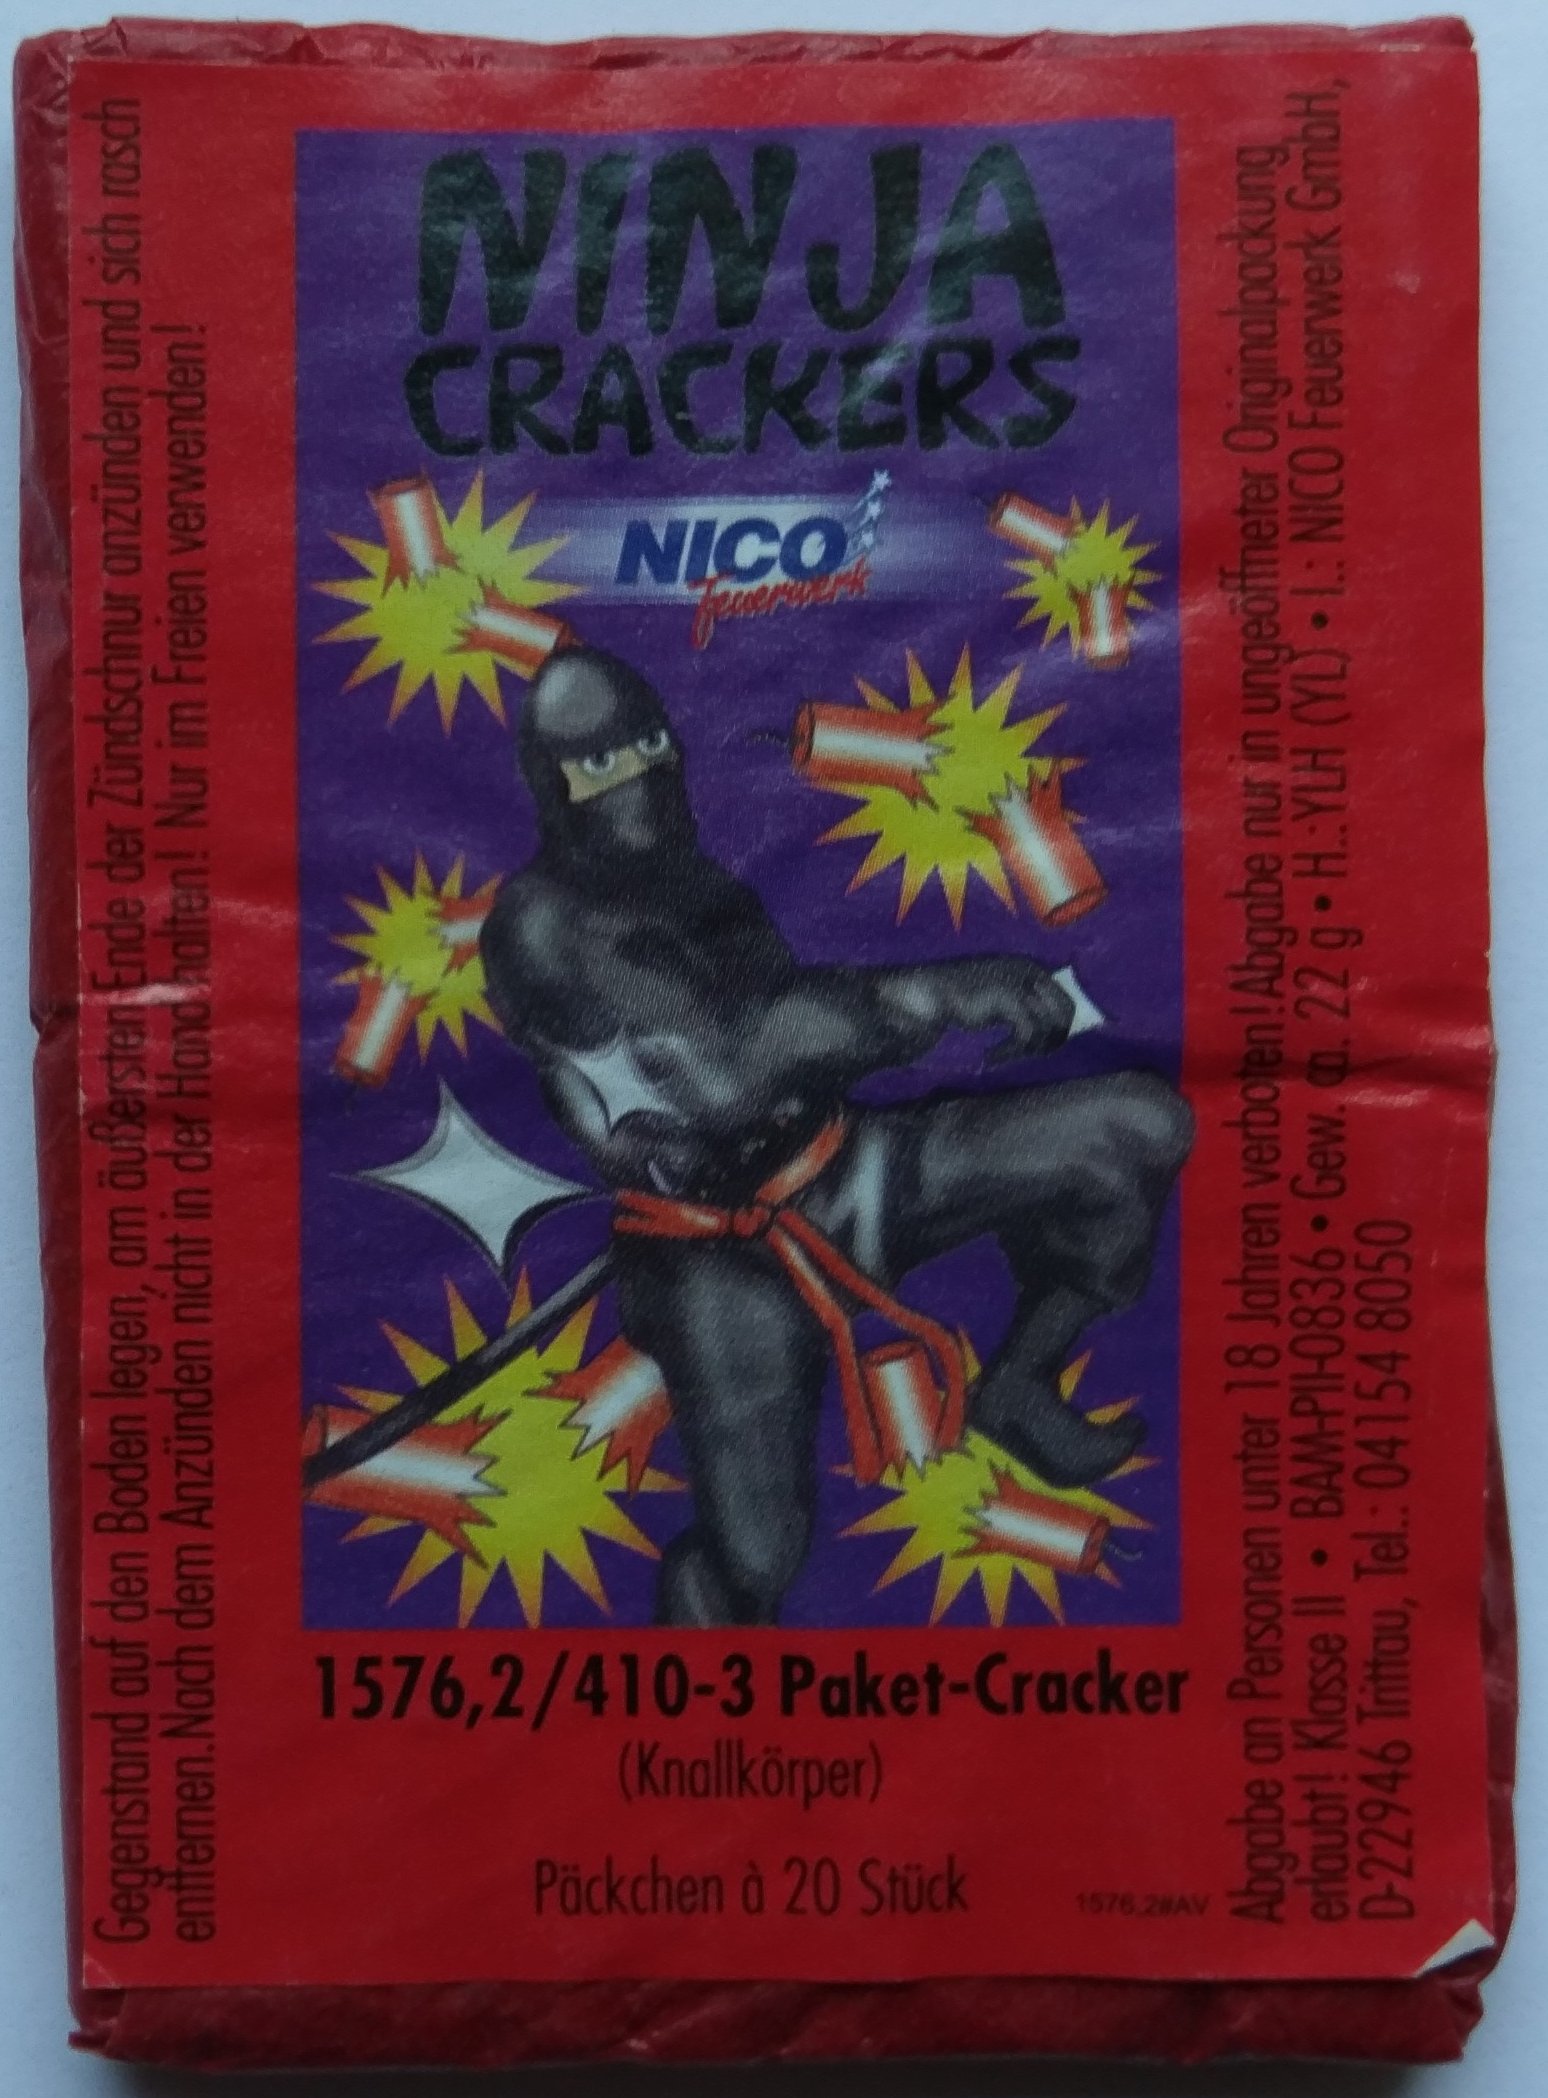 NINJA
CRACKERS
NICO
Feuerwerk
1576,2/410-3 Paket-Cracker
(Knallkörper)
Päckchen à 20 Stück
1576,2#AV
Gegenstand auf den Boden legen, am äußersten Ende der Zündschnur anzünden und sich rasch
entfernen.Nach dem Anzünden nicht in der Hand halten! Nur im Freien verwenden!
Abgabe an Personen unter 18 Jahren verboten!Abgabe nur in ungeöffneter Originalpackung
erlaubt! Klasse II • BAM-PII-0836 • Gew. ca. 22 g • H.:YLH (YL) • I.: NICO Feuerwerk GmbH,
D-22946 Trittau, Tel.: 04154 8050